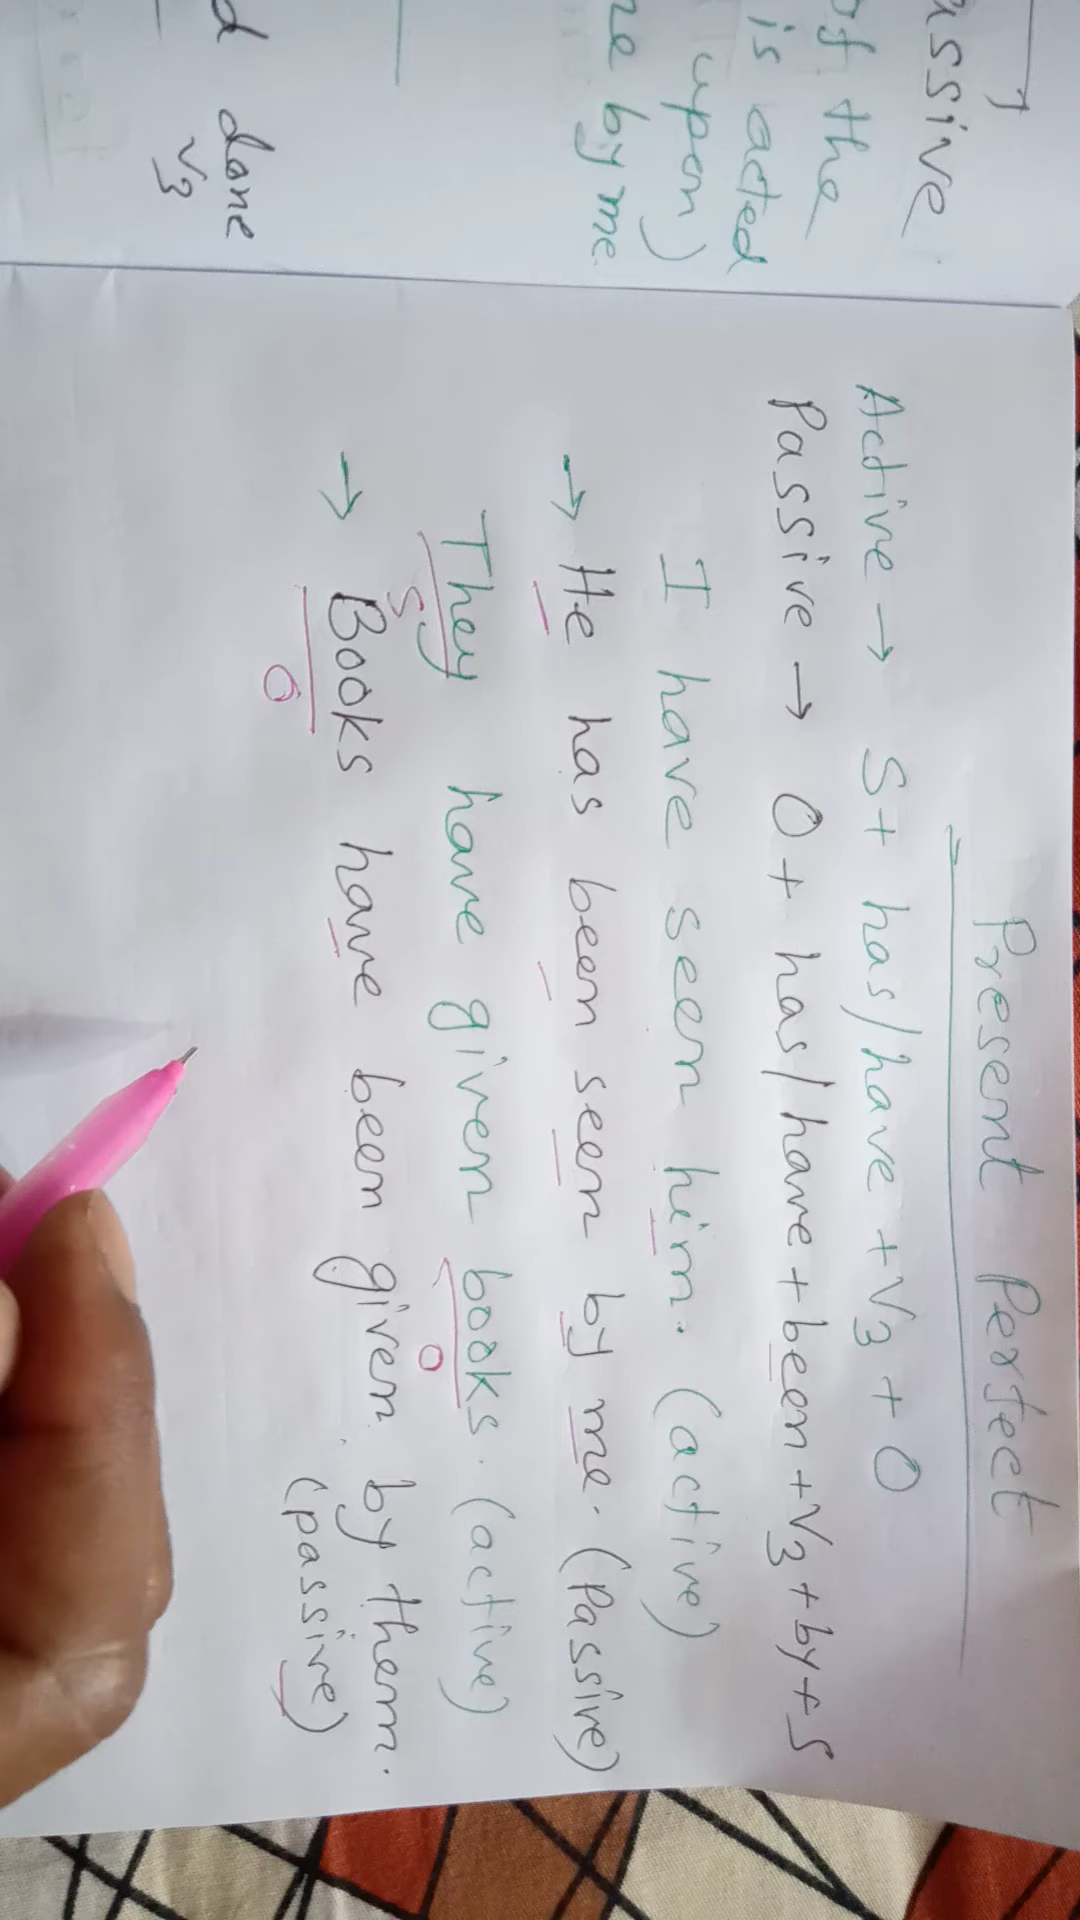 assive
of the
is acted
upon)
ne by me
d done
V3
Present Perfect
Active → S + has/have + V3 + O
Passive → O + has/have + been + V3 + by + S
I have seen him. (active)
→ He has been seen by me. (Passive)
They have given books. (active)
S O
→ Books have been given by them.
O (passive)